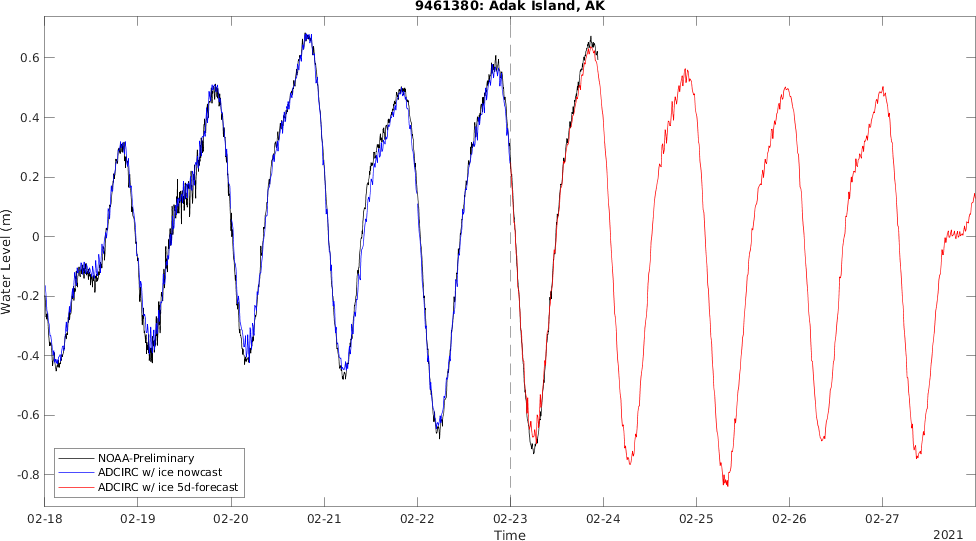 9461380: Adak Island, AK
Water Level (m)
0.6
0.4
0.2
0
-0.2
-0.4
-0.6
-0.8
NOAA-Preliminary
ADCIRC w/ ice nowcast
ADCIRC w/ ice 5d-forecast
02-18 02-19 02-20 02-21 02-22 02-23 02-24 02-25 02-26 02-27
Time
2021